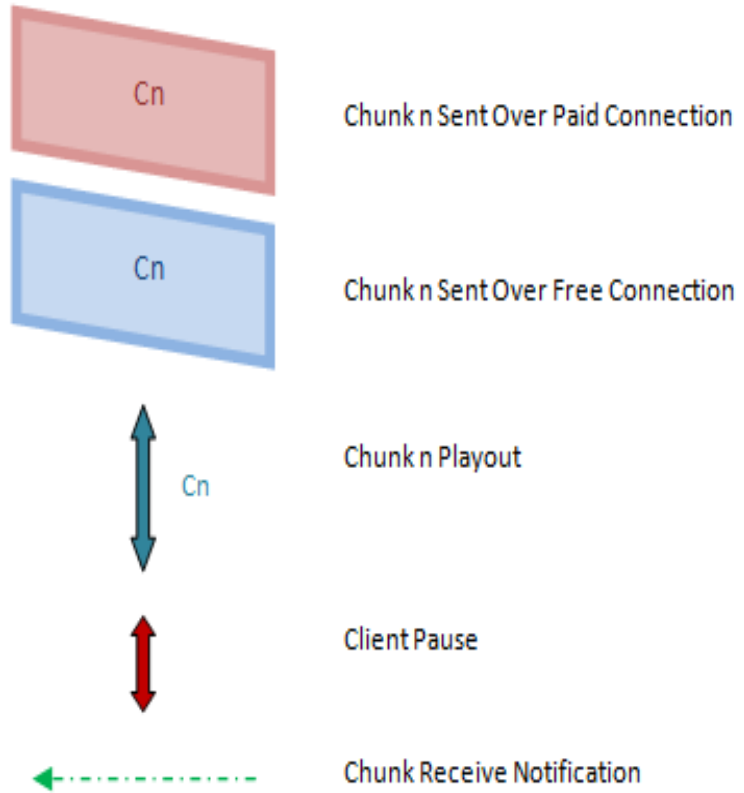 Cn
Chunk n Sent Over Paid Connection
Cn
Chunk n Sent Over Free Connection
Chunk n Playout
Cn
Client Pause
Chunk Receive Notification